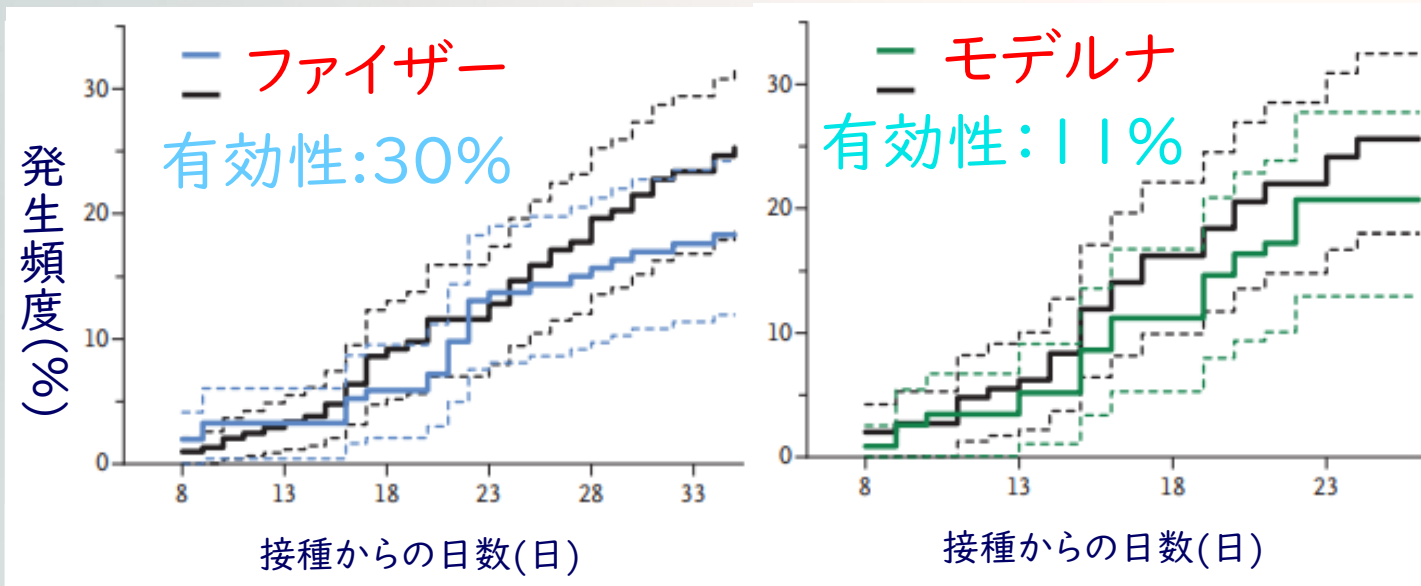 ファイザー
有効性:30%
発生頻度(%)
30
20
10
0
8 13 18 23 28 33
接種からの日数(日)
モデルナ
有効性:11%
30
20
10
0
8 13 18 23
接種からの日数(日)